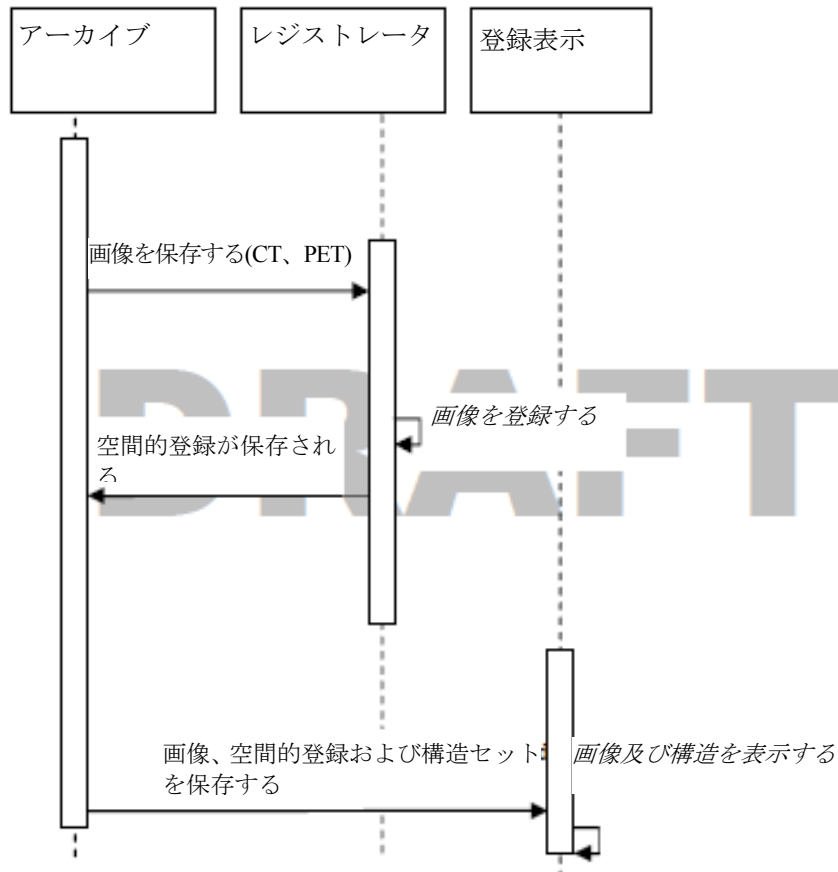 アーカイブ
レジストレータ
登録表示
画像を保存する(CT、PET)
画像を登録する
空間的登録が保存され
る
DRAFT
画像、空間的登録および構造セット
を保存する
画像及び構造を表示する